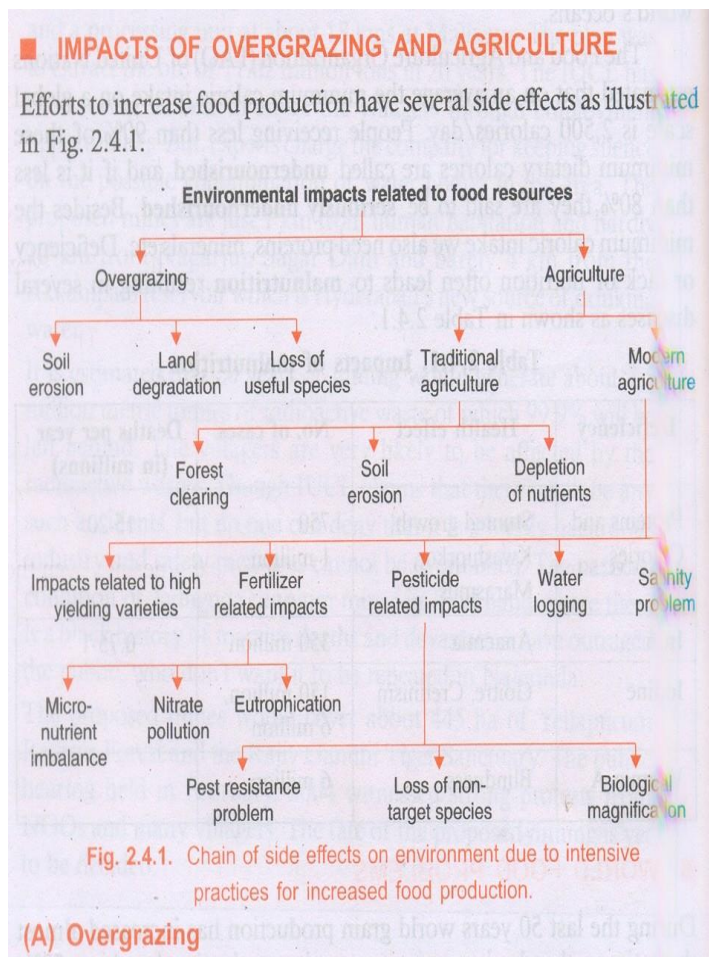 IMPACTS OF OVERGRAZING AND AGRICULTURE
Efforts to increase food production have several side effects as illustrated
in Fig. 2.4.1.
Environmental impacts related to food resources
Overgrazing
Agriculture
Soil
erosion
Land
degradation
Loss of
useful species
Traditional
agriculture
Modern
agriculture
Forest
clearing
Soil
erosion
Depletion
of nutrients
Impacts related to high
yielding varieties
Fertilizer
related impacts
Pesticide
related impacts
Water
logging
Salinity
problem
Micro-
nutrient
imbalance
Nitrate
pollution
Eutrophication
Pest resistance
problem
Loss of non-
target species
Biological
magnification
Fig. 2.4.1. Chain of side effects on environment due to intensive
practices for increased food production.
(A) Overgrazing